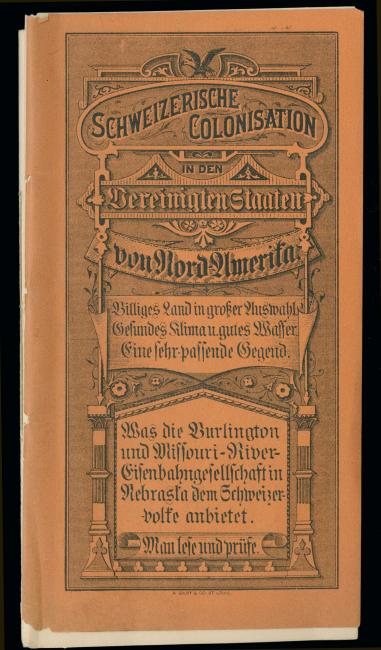 SCHWEIZERISCHE
COLONISATION
IN DEN
Vereinigten Staaten
von Nord-Amerika.
Billiges Land in großer Auswahl.
Gesundes Klima u. gutes Wasser.
Eine sehr passende Gegend.
Was die Burlington
und Missouri-River-
Eisenbahngesellschaft in
Nebraska dem Schweizer-
volke anbietet.
Man lese und prüfe.